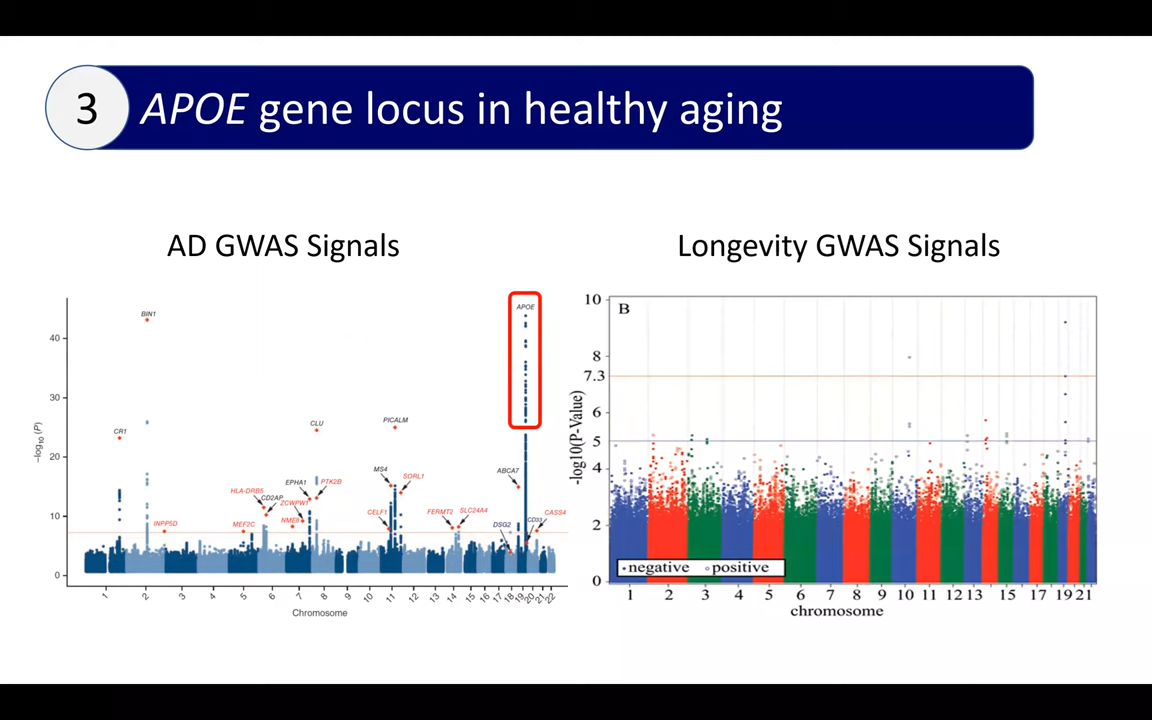 3
APOE gene locus in healthy aging
AD GWAS Signals
Longevity GWAS Signals
APOE
BIN1
40
30
CLU
PICALM
CR1
−log10 (P)
20
MS4
SORL1
ABCA7
EPHA1
PTK2B
HLA-DRB5
CD2AP
ZCWPW1
10
INPP5D
MEF2C
NME8
CELF1
FERMT2
SLC24A4
DSG2
CD33
CASS4
0
1 2 3 4 5 6 7 8 9 10 11 12 13 14 15 16 17 18 19 20 21 22
Chromosome
B
10
8
7.3
6
5
4
2
0
-log10(P-Value)
negative positive
1 2 3 4 5 6 7 8 9 10 11 12 13 15 17 19 21
chromosome